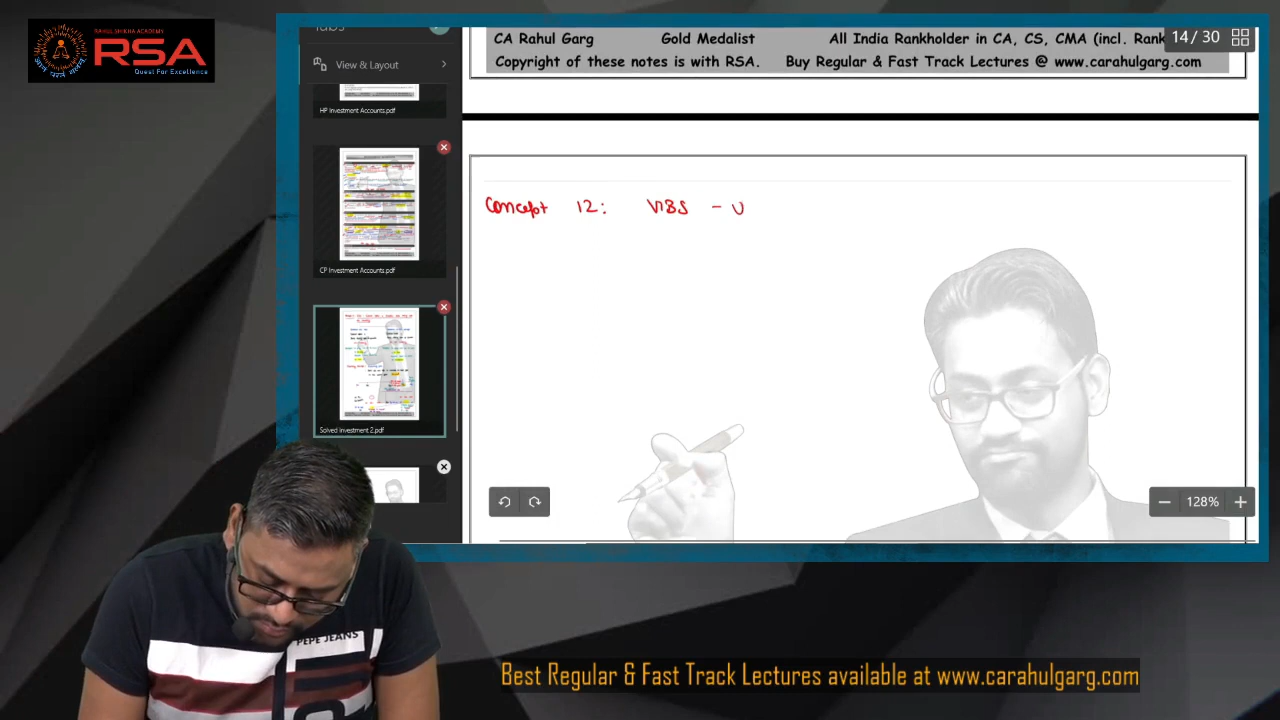 RAHUL SHIKHA ACADEMY
RSA
Quest For Excellence
Tabs
View & Layout
HP Investment Accounts.pdf
CP Investment Accounts.pdf
Solved Investment 2.pdf
CA Rahul Garg Gold Medalist All India Rankholder in CA, CS, CMA (incl. Rank
14 / 30
Copyright of these notes is with RSA. Buy Regular & Fast Track Lectures @ www.carahulgarg.com
Concept 12:
128%
PEPE JEANS
Best Regular & Fast Track Lectures available at www.carahulgarg.com